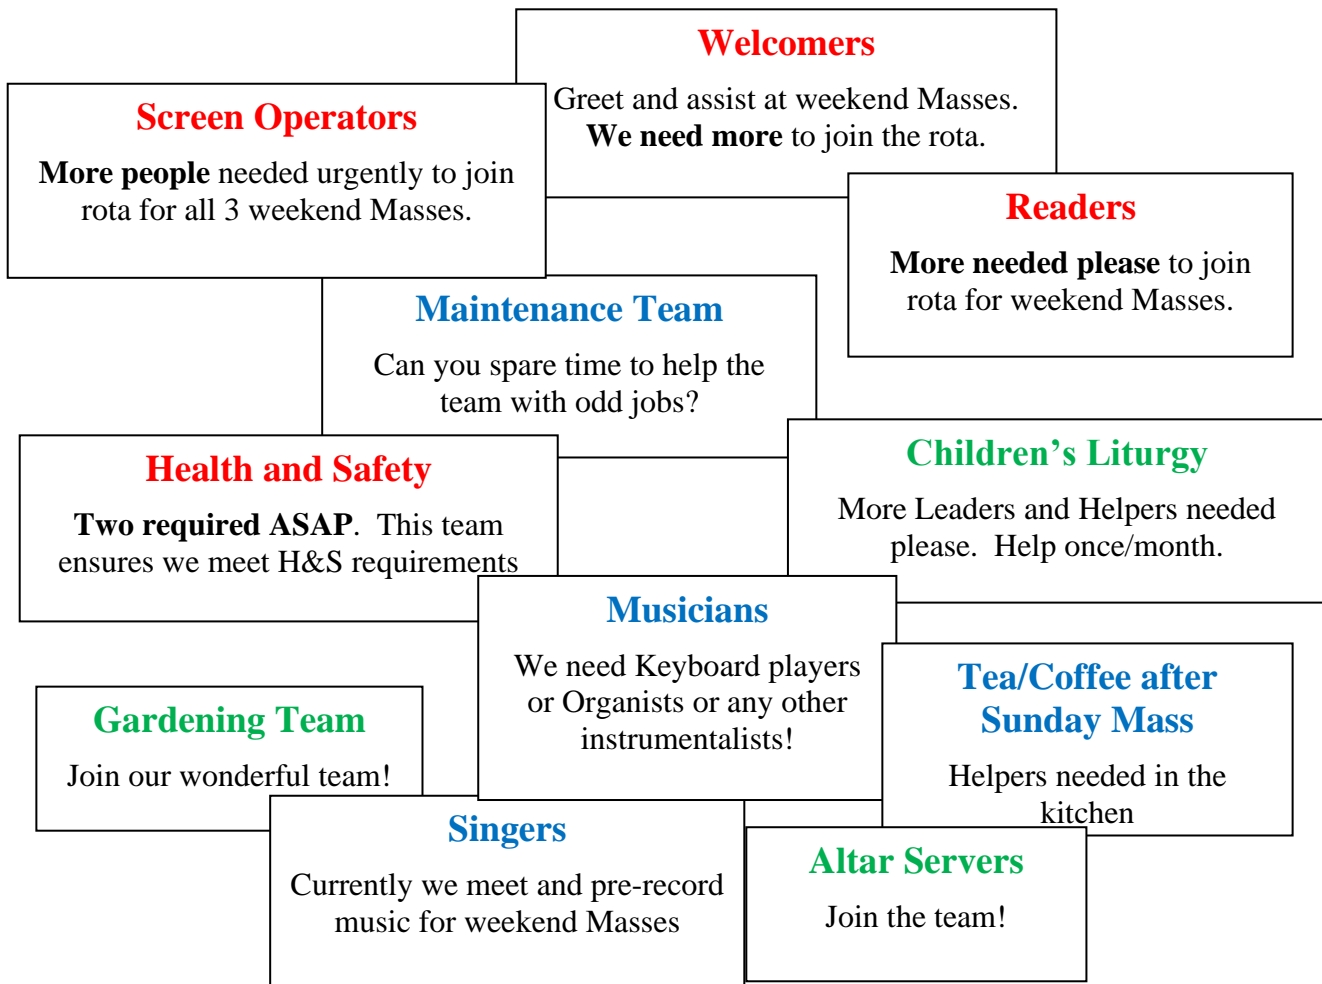 Welcomers
Greet and assist at weekend Masses.
We need more to join the rota.
Screen Operators
More people needed urgently to join
rota for all 3 weekend Masses.
Readers
More needed please to join
rota for weekend Masses.
Maintenance Team
Can you spare time to help the
team with odd jobs?
Children’s Liturgy
More Leaders and Helpers needed
please.  Help once/month.
Health and Safety
Two required ASAP.  This team
ensures we meet H&S requirements
Musicians
We need Keyboard players
or Organists or any other
instrumentalists!
Tea/Coffee after
Sunday Mass
Helpers needed in the
kitchen
Gardening Team
Join our wonderful team!
Singers
Currently we meet and pre-record
music for weekend Masses
Altar Servers
Join the team!